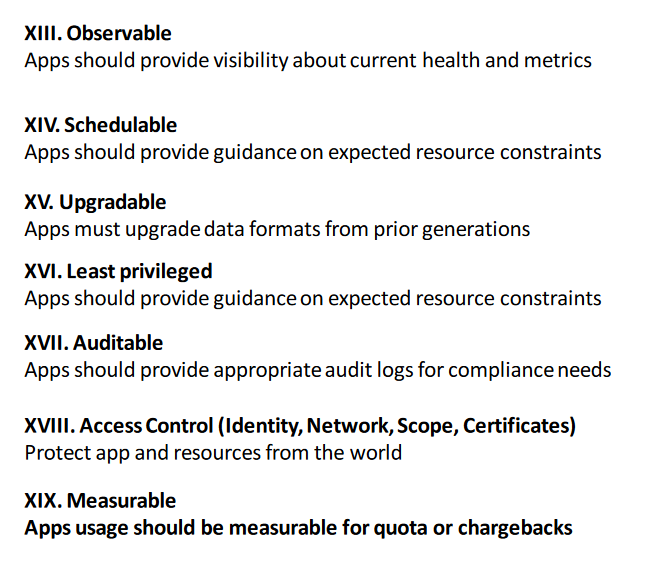 XIII. Observable
Apps should provide visibility about current health and metrics
XIV. Schedulable
Apps should provide guidance on expected resource constraints
XV. Upgradable
Apps must upgrade data formats from prior generations
XVI. Least privileged
Apps should provide guidance on expected resource constraints
XVII. Auditable
Apps should provide appropriate audit logs for compliance needs
XVIII. Access Control (Identity, Network, Scope, Certificates)
Protect app and resources from the world
XIX. Measurable
Apps usage should be measurable for quota or chargebacks